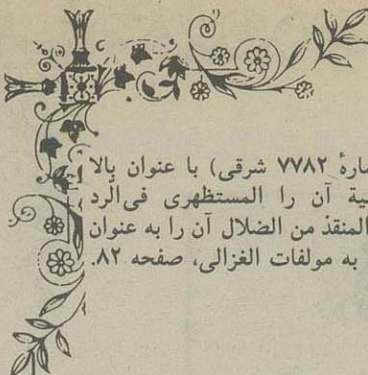 مارهٔ ۷۷۸۲ شرقی) با عنوان بالا
ية آن را المستظهری فی‌الرد
المنقذ من الضلال آن را به عنوان
به مولفات الغزالی، صفحه ۸۲.